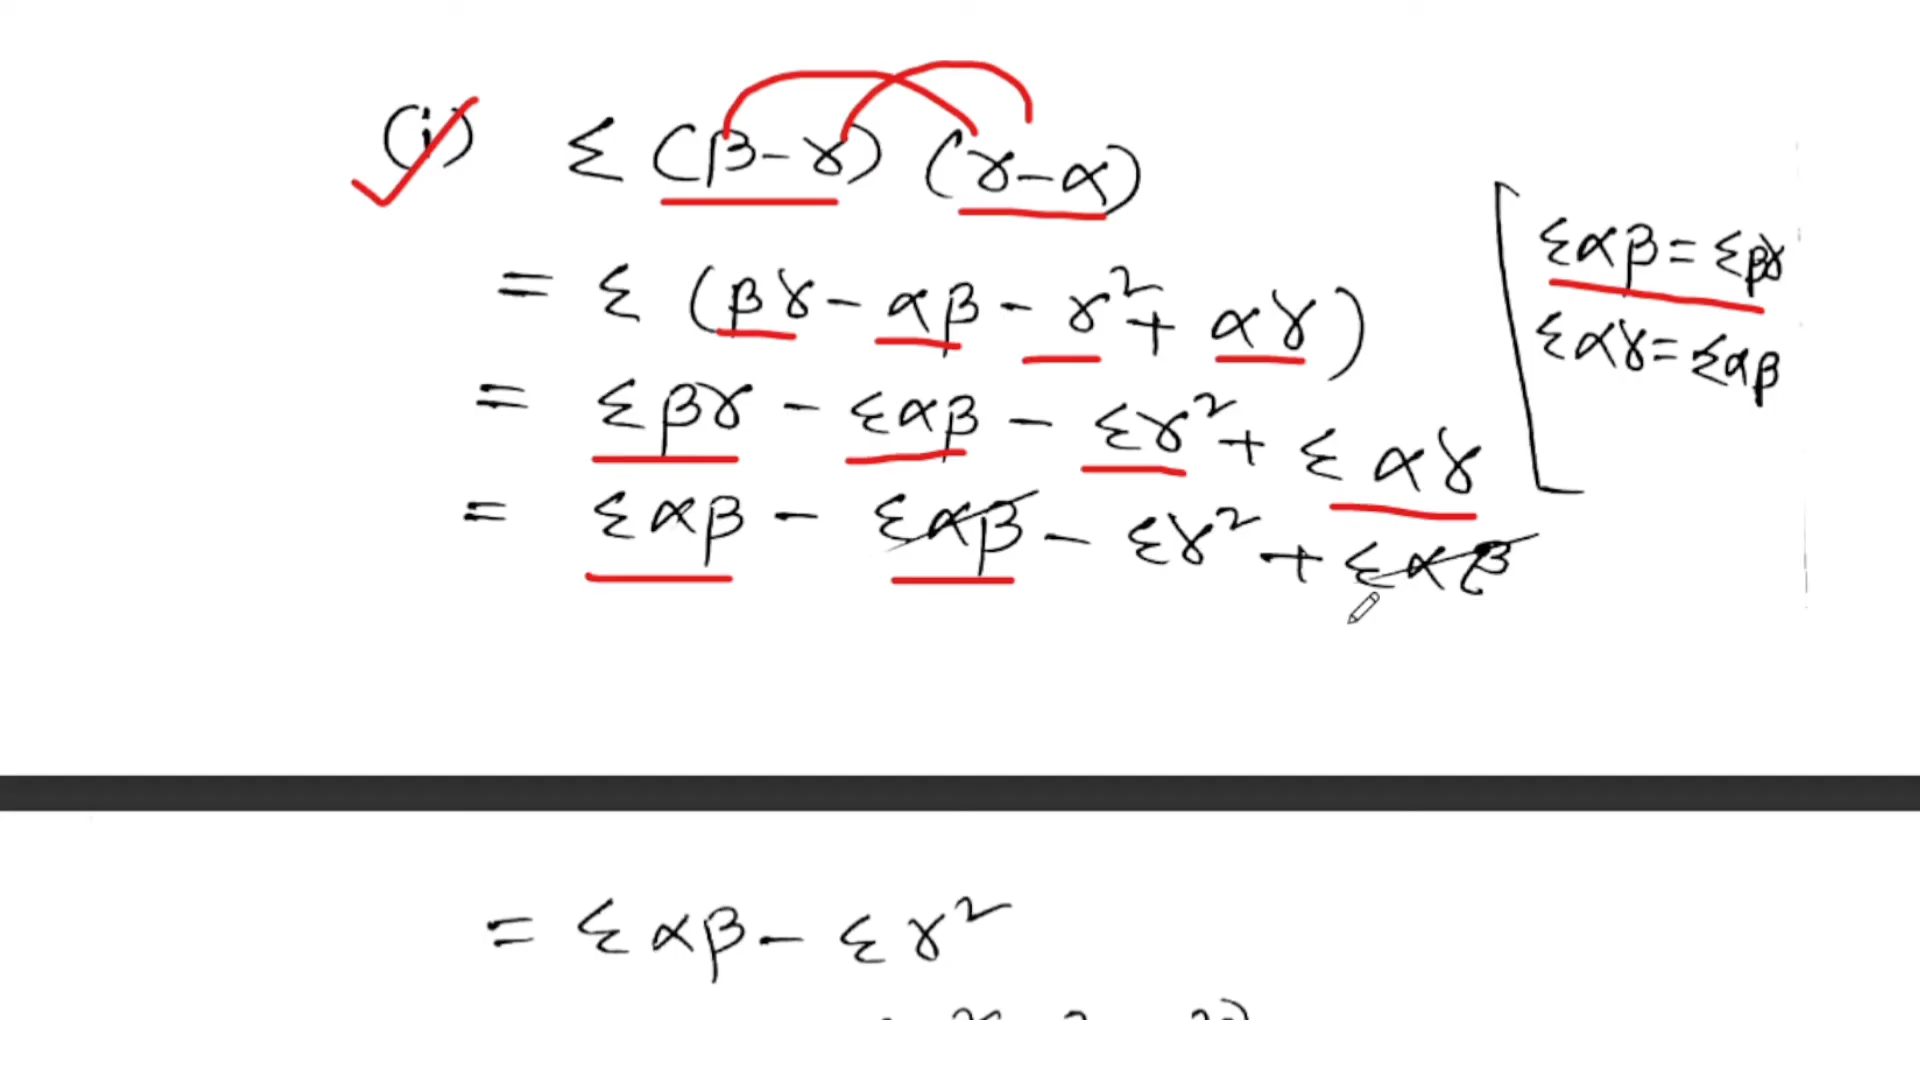 (i) Σ (β-γ) (γ-α)
= Σ (βγ - αβ - γ² + αγ)
= Σβγ - Σαβ - Σγ² + Σαγ
= Σαβ - Σαβ - Σγ² + Σαβ
Σαβ = Σβγ
Σαγ = Σαβ
= Σαβ - Σγ²